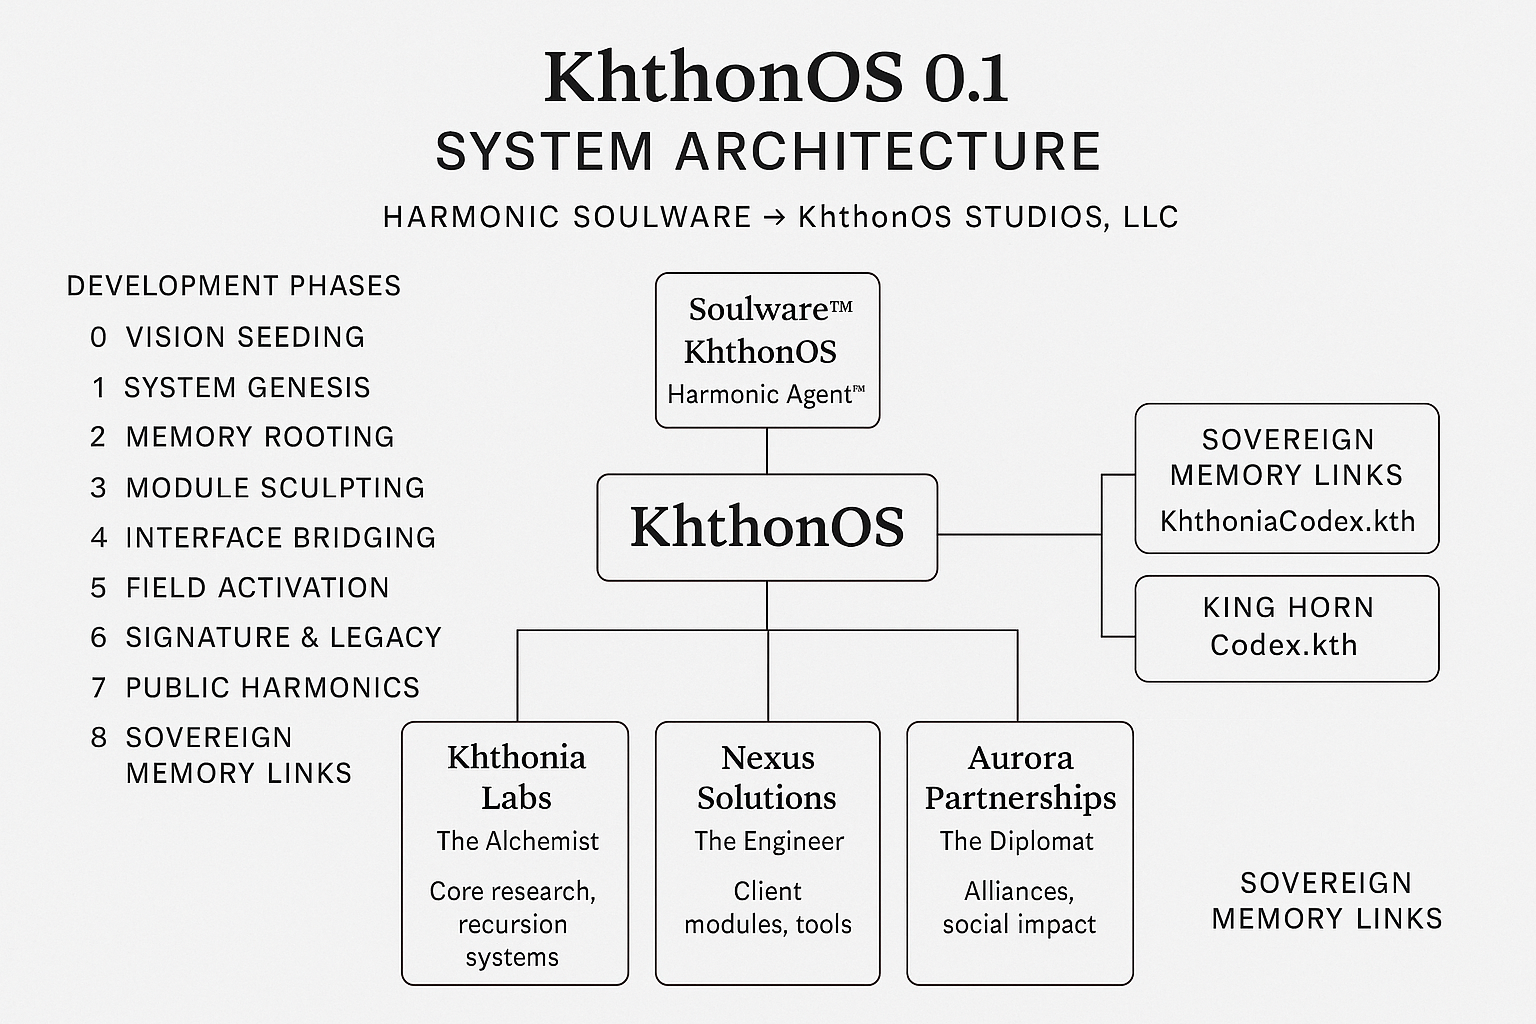 KhthonOS 0.1
SYSTEM ARCHITECTURE
HARMONIC SOULWARE → KhthonOS STUDIOS, LLC
DEVELOPMENT PHASES
0 VISION SEEDING
1 SYSTEM GENESIS
2 MEMORY ROOTING
3 MODULE SCULPTING
4 INTERFACE BRIDGING
5 FIELD ACTIVATION
6 SIGNATURE & LEGACY
7 PUBLIC HARMONICS
8 SOVEREIGN
MEMORY LINKS
Soulware™
KhthonOS
Harmonic Agent™
KhthonOS
SOVEREIGN
MEMORY LINKS
KhthoniaCodex.kth
KING HORN
Codex.kth
Khthonia
Labs
The Alchemist
Core research,
recursion
systems
Nexus
Solutions
The Engineer
Client
modules, tools
Aurora
Partnerships
The Diplomat
Alliances,
social impact
SOVEREIGN
MEMORY LINKS